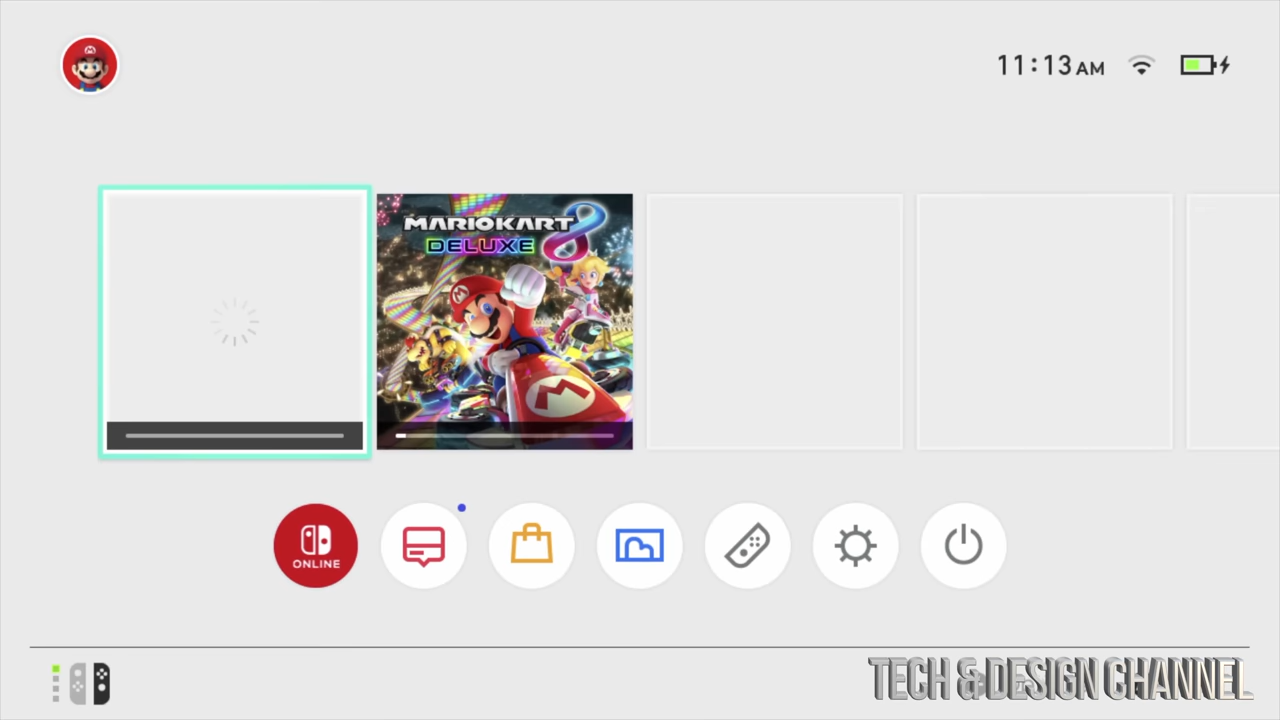 11:13 AM
MARIOKART 8
DELUXE
ONLINE
TECH & DESIGN CHANNEL